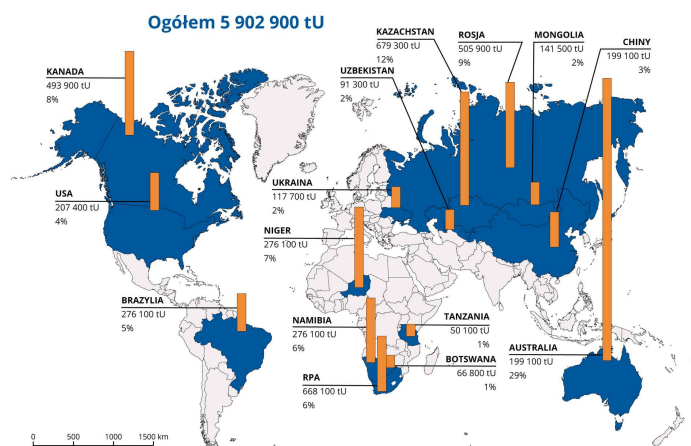 Ogółem 5 902 900 tU
KANADA
493 900 tU
8%
USA
207 400 tU
4%
BRAZYLIA
276 100 tU
5%
KAZACHSTAN
679 300 tU
12%
UZBEKISTAN
91 300 tU
2%
ROSJA
505 900 tU
9%
MONGOLIA
141 500 tU
2%
CHINY
199 100 tU
3%
UKRAINA
117 700 tU
2%
NIGER
276 100 tU
7%
NAMIBIA
276 100 tU
6%
RPA
668 100 tU
6%
TANZANIA
50 100 tU
1%
BOTSWANA
66 800 tU
1%
AUSTRALIA
199 100 tU
29%
0 500 1000 1500 km